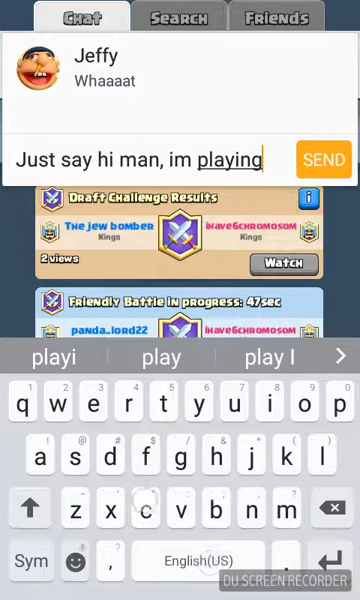 Chat Search Friends
Jeffy
Whaaaat
Just say hi man, im playing
SEND
Draft Challenge Results
i
The jew bomber
ihave6chromosom
Kings
Kings
2 views
Watch
Friendly Battle in progress: 47sec
panda_lord22
ihave6chromosom
playi play play I
1 2 3 4 5 6 7 8 9 0
q w e r t y u i o p
a s d f g h j k l
z x c v b n m
Sym , English(US) .
DU SCREEN RECORDER